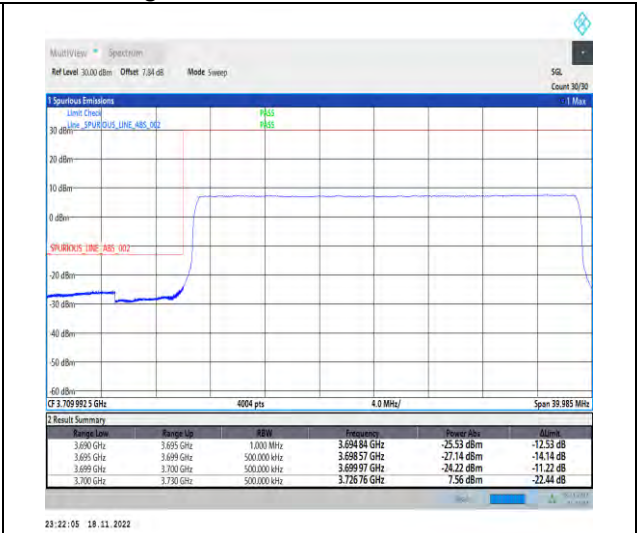 MultiView Spectrum
Ref Level 30.00 dBm Offset 7.84 dB Mode Sweep SGL
Count 30/30
1 Spurious Emissions 1 Max
Limit Check PASS
Line _SPURIOUS_LINE_ABS_002 PASS
30 dBm
20 dBm
10 dBm
0 dBm
_SPURIOUS_LINE_ABS_002
-20 dBm
-30 dBm
-40 dBm
-50 dBm
-60 dBm
CF 3.709 992 5 GHz 4004 pts 4.0 MHz/ Span 39.985 MHz
2 Result Summary
Range Low Range Up RBW Frequency Power Abs ΔLimit
3.690 GHz 3.695 GHz 1.000 MHz 3.694 84 GHz -25.53 dBm -12.53 dB
3.695 GHz 3.699 GHz 500.000 kHz 3.698 57 GHz -27.14 dBm -14.14 dB
3.699 GHz 3.700 GHz 500.000 kHz 3.699 97 GHz -24.22 dBm -11.22 dB
3.700 GHz 3.730 GHz 500.000 kHz 3.726 76 GHz 7.56 dBm -22.44 dB
23:22:05 18.11.2022